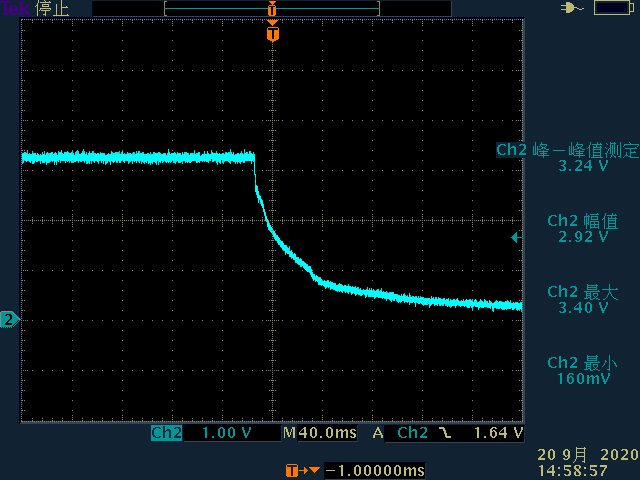 Tek 停止
T
T
Ch2 峰－峰值测定
3.24 V
Ch2 幅值
2.92 V
Ch2 最大
3.40 V
Ch2 最小
160mV
2
Ch2 1.00 V M 40.0ms A Ch2 1.64 V
T −1.00000ms
20 9月 2020
14:58:57